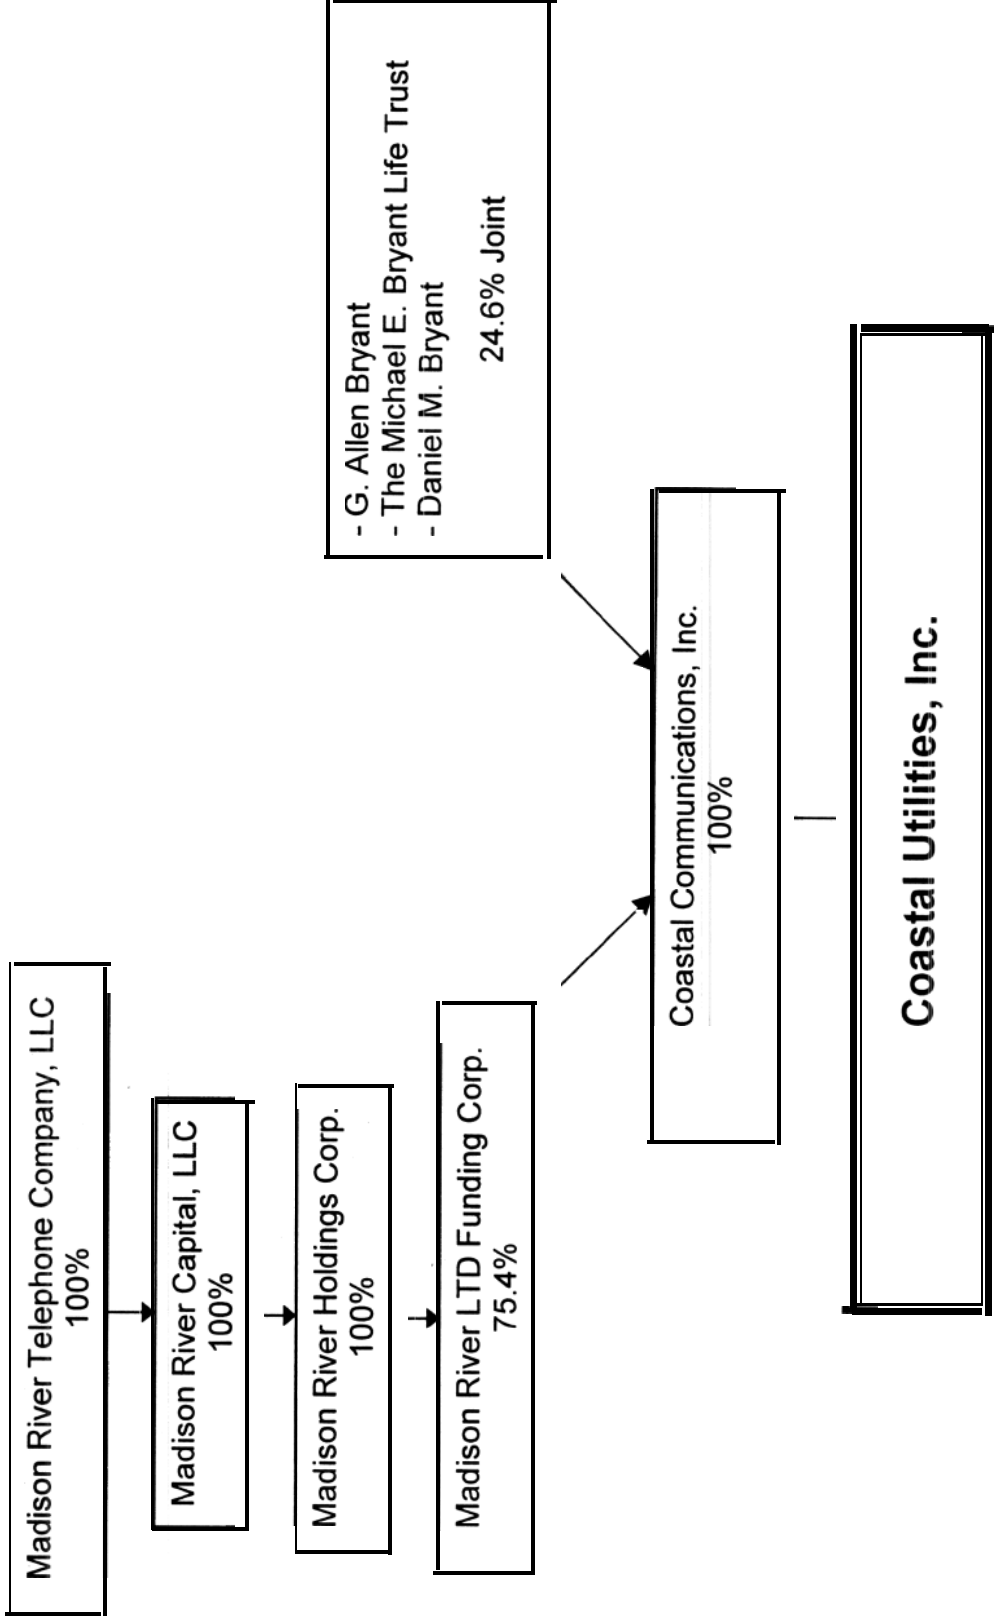 Madison River Telephone Company, LLC
100%
Madison River Capital, LLC
100%
Madison River Holdings Corp.
100%
Madison River LTD Funding Corp.
75.4%
- G. Allen Bryant
- The Michael E. Bryant Life Trust
- Daniel M. Bryant
24.6% Joint
Coastal Communications, Inc.
100%
Coastal Utilities, Inc.